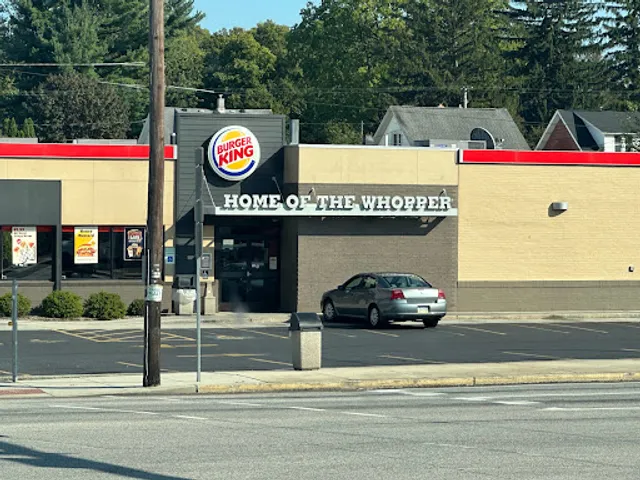 BURGER
KING
HOME OF THE WHOPPER